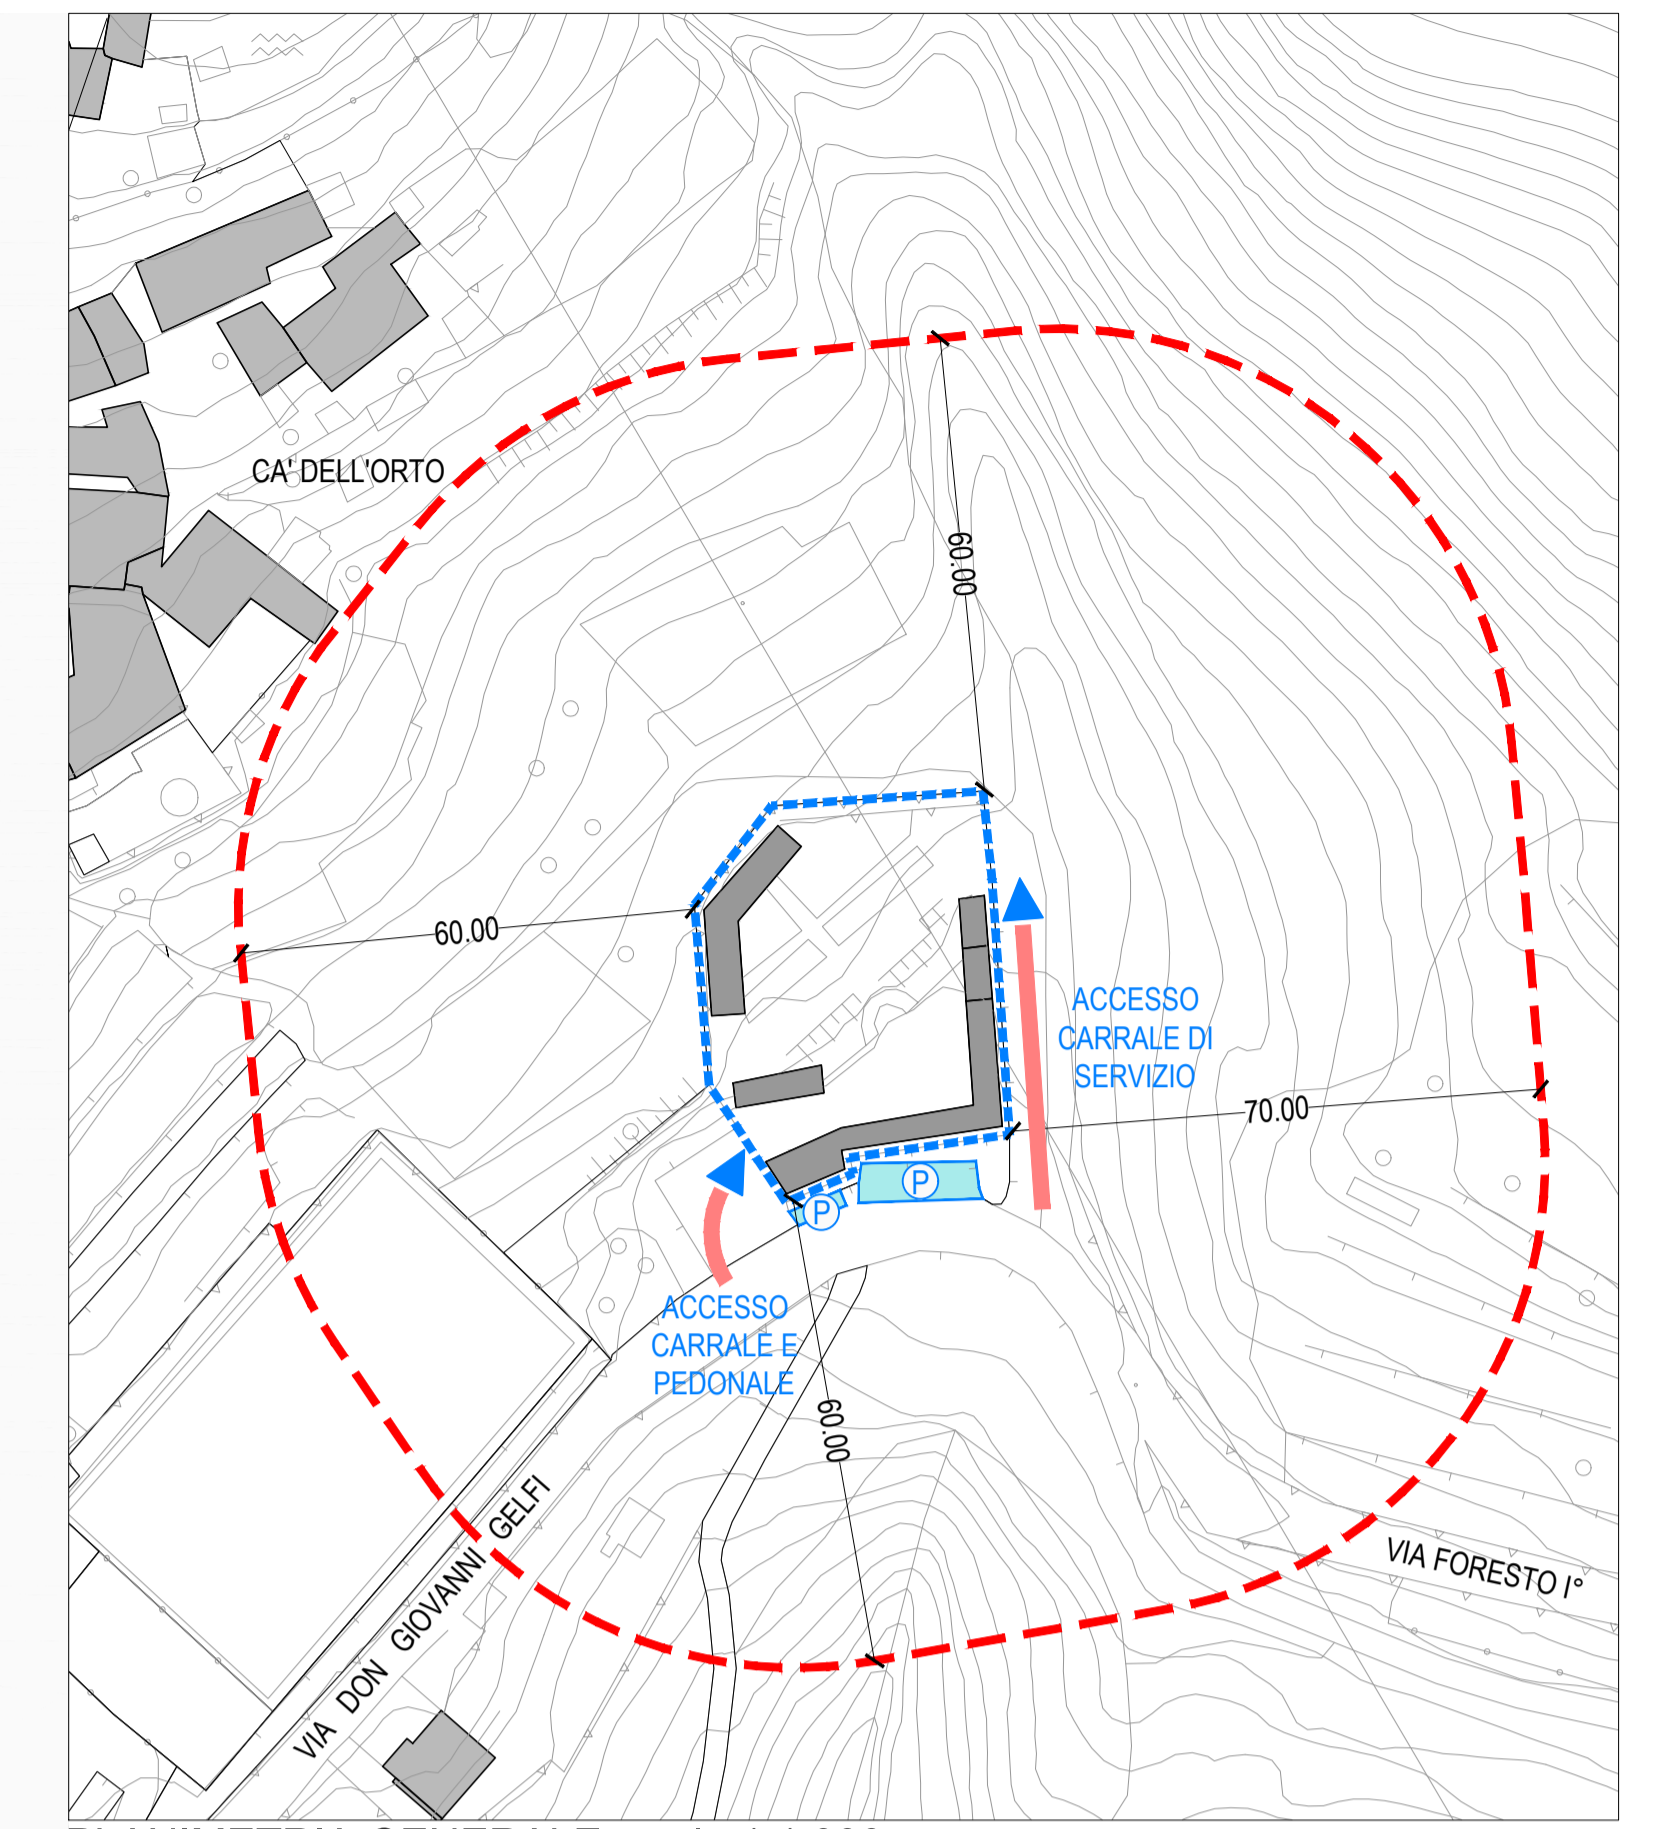 CA' DELL'ORTO
60.00
60.00
ACCESSO
CARRALE DI
SERVIZIO
70.00
P
P
ACCESSO
CARRALE E
PEDONALE
60.00
VIA DON GIOVANNI GELFI
VIA FORESTO I°